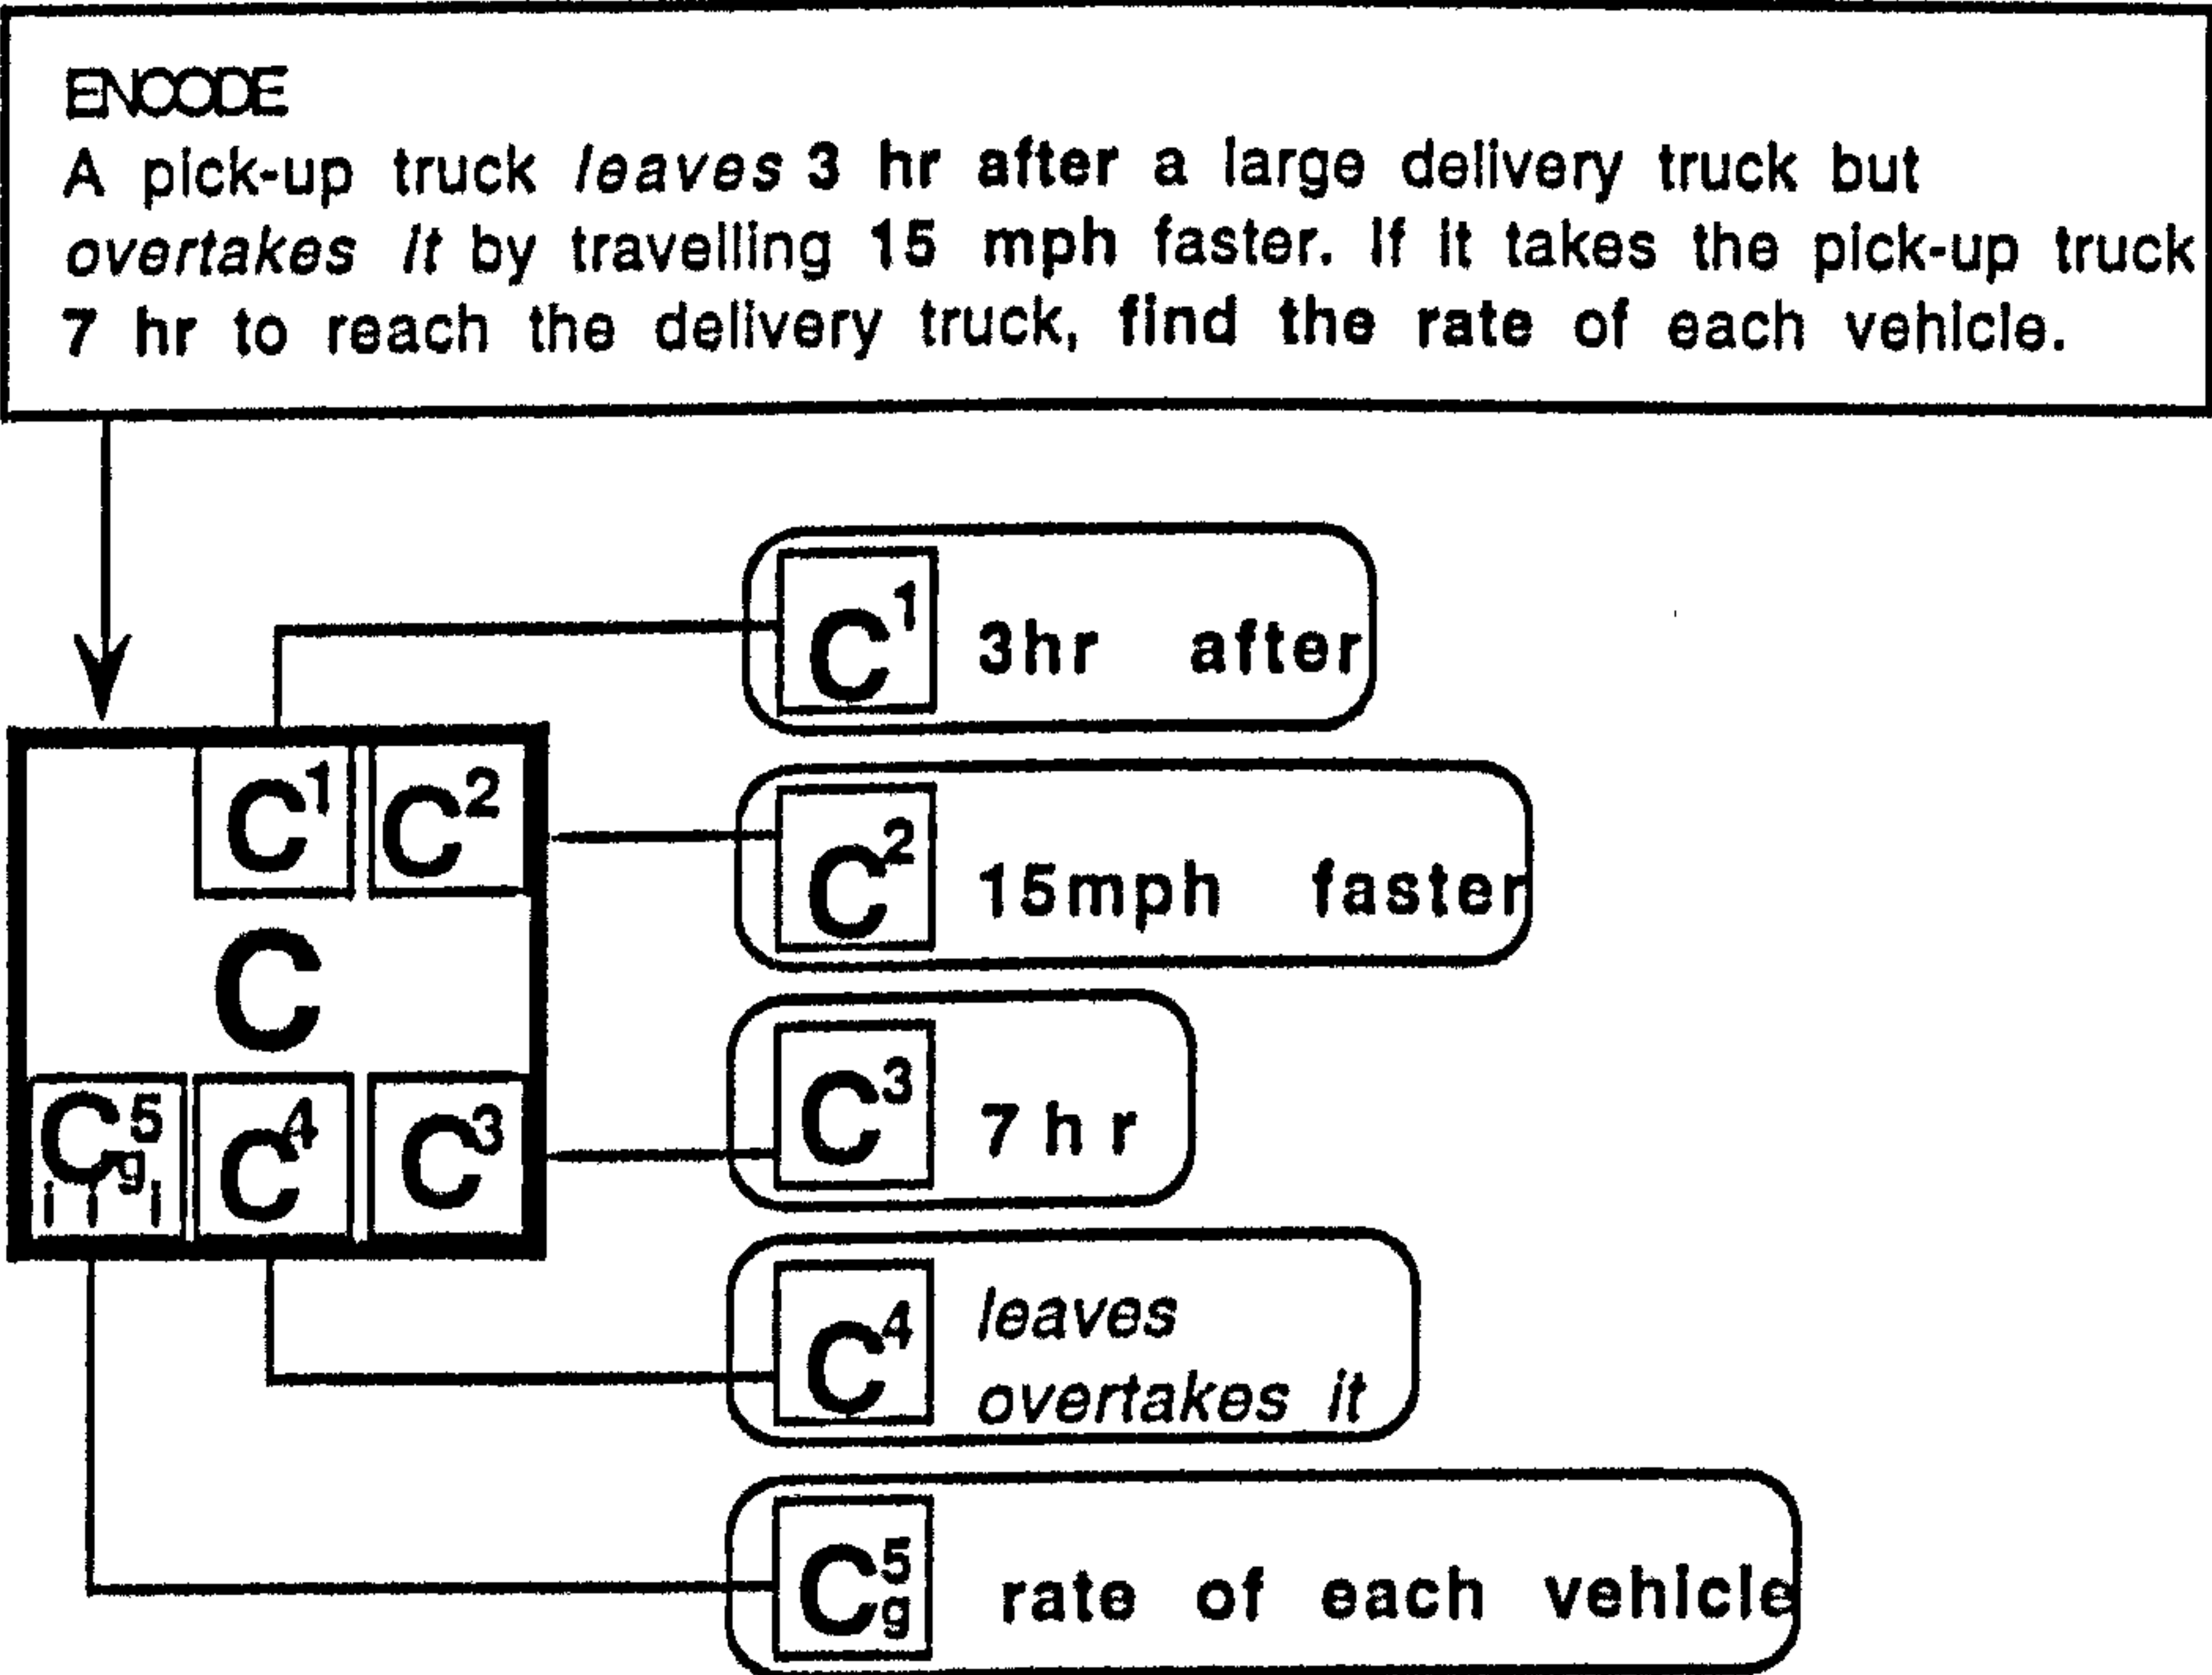 ENCODE
A pick-up truck leaves 3 hr after a large delivery truck but
overtakes it by travelling 15 mph faster. If it takes the pick-up truck
7 hr to reach the delivery truck, find the rate of each vehicle.
C1 3hr after
C1 C2
C2 15mph faster
C
C3 7hr
C5g C4 C3
C4 leaves
overtakes it
C5g rate of each vehicle